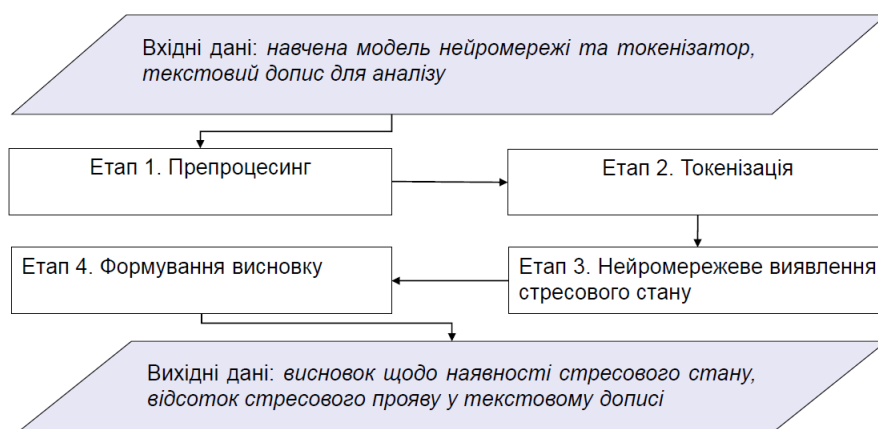 Вхідні дані: навчена модель нейромережі та токенізатор,
текстовий допис для аналізу
Етап 1. Препроцесинг
Етап 2. Токенізація
Етап 4. Формування висновку
Етап 3. Нейромережеве виявлення
стресового стану
Вихідні дані: висновок щодо наявності стресового стану,
відсоток стресового прояву у текстовому дописі